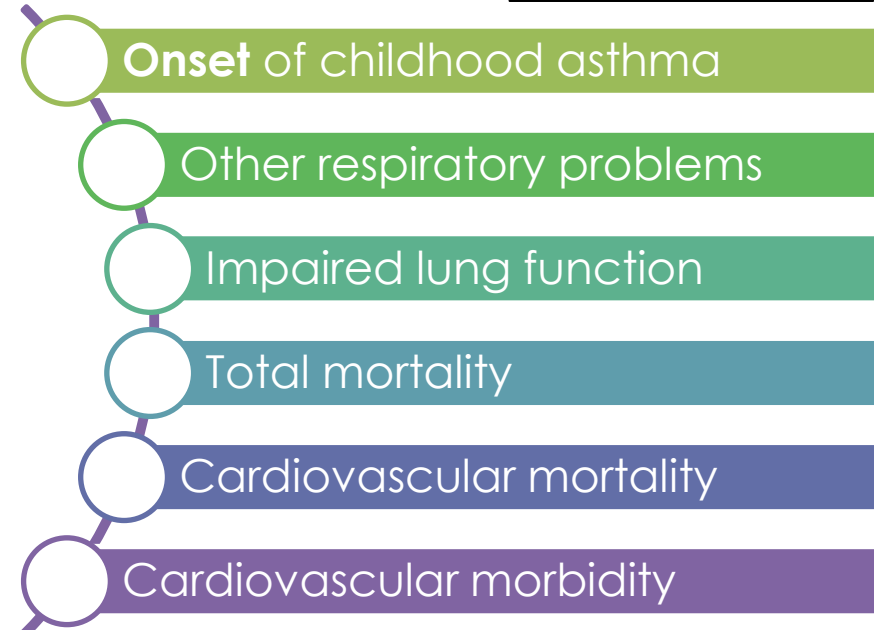 Onset of childhood asthma
Other respiratory problems
Impaired lung function
Total mortality
Cardiovascular mortality
Cardiovascular morbidity